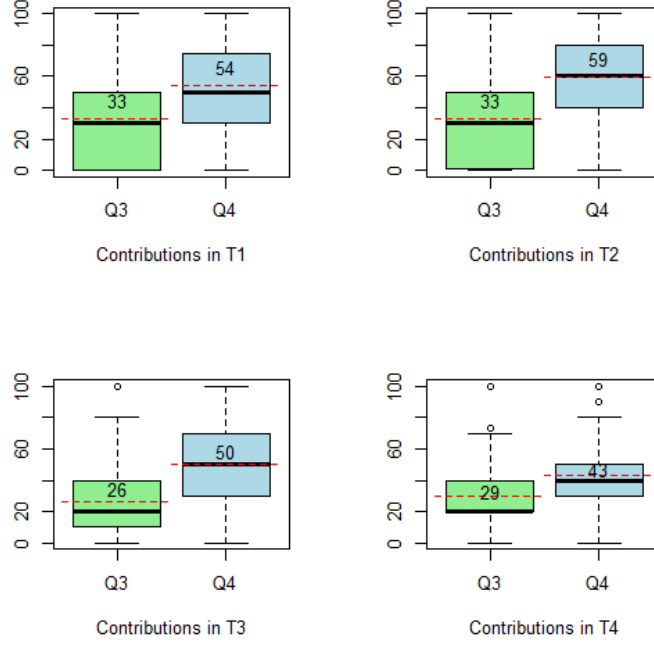 100
60
20
0
33
54
Q3
Q4
Contributions in T1
100
60
20
0
33
59
Q3
Q4
Contributions in T2
100
60
20
0
26
50
Q3
Q4
Contributions in T3
100
60
20
0
29
43
Q3
Q4
Contributions in T4